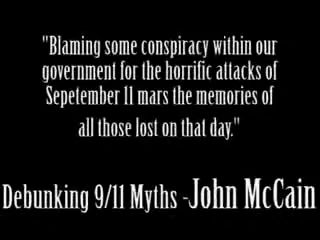 "Blaming some conspiracy within our
government for the horrific attacks of
Sepetember 11 mars the memories of
all those lost on that day."
Debunking 9/11 Myths -John McCain